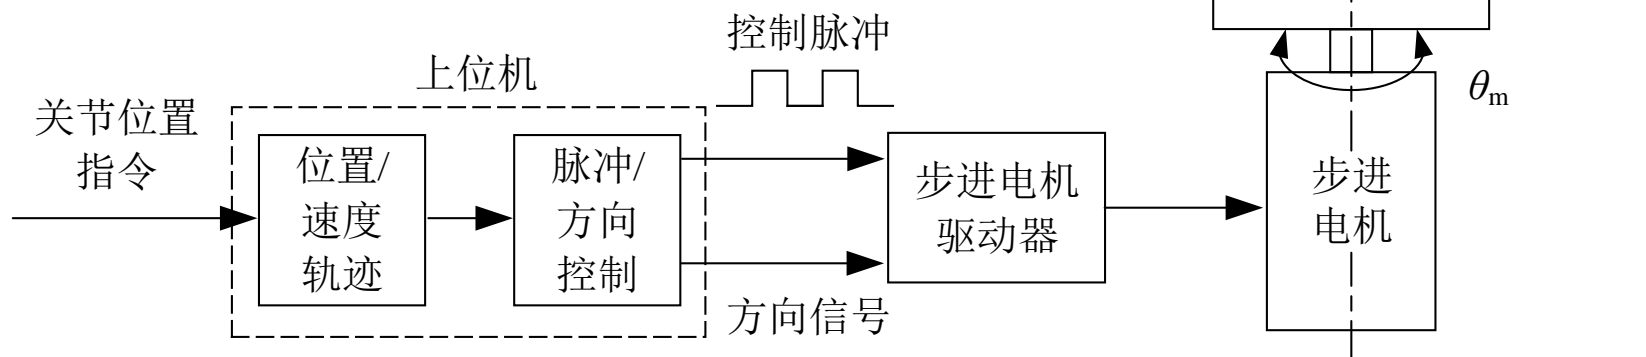 控制脉冲
上位机
关节位置
指令
位置/
速度
轨迹
脉冲/
方向
控制
步进电机
驱动器
步进
电机
θm
方向信号